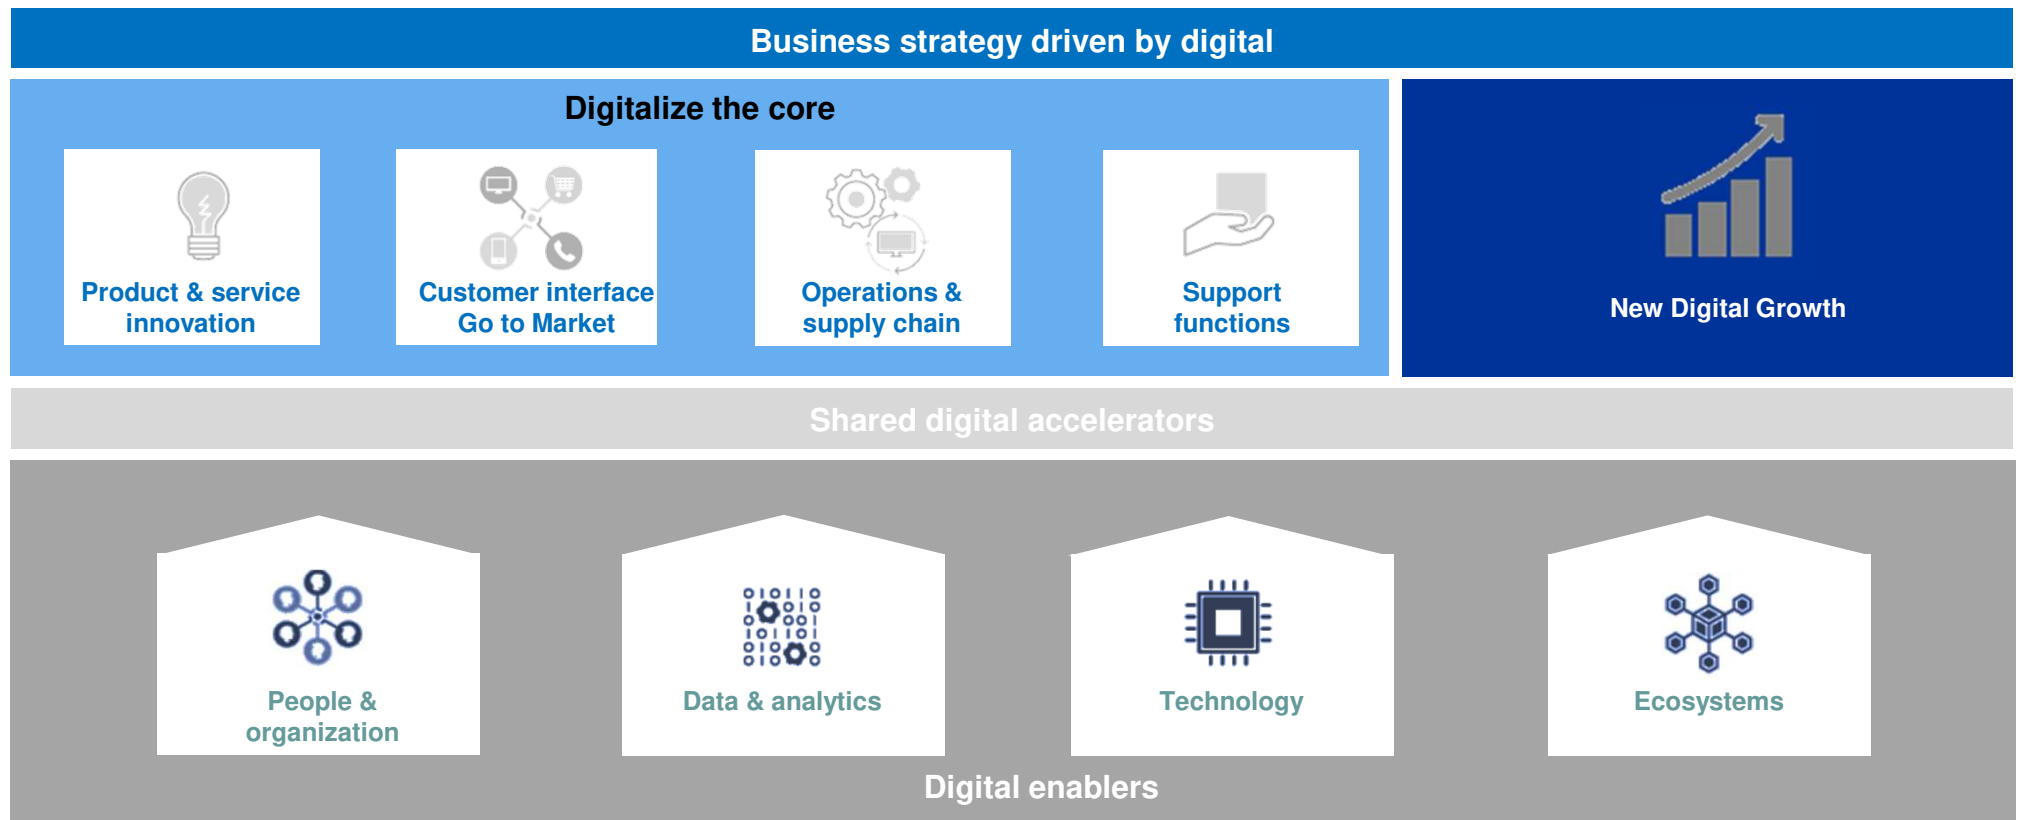 Business strategy driven by digital
Digitalize the core
Product & service
innovation
Customer interface
Go to Market
Operations &
supply chain
Support
functions
New Digital Growth
Shared digital accelerators
People &
organization
Data & analytics
Technology
Ecosystems
Digital enablers